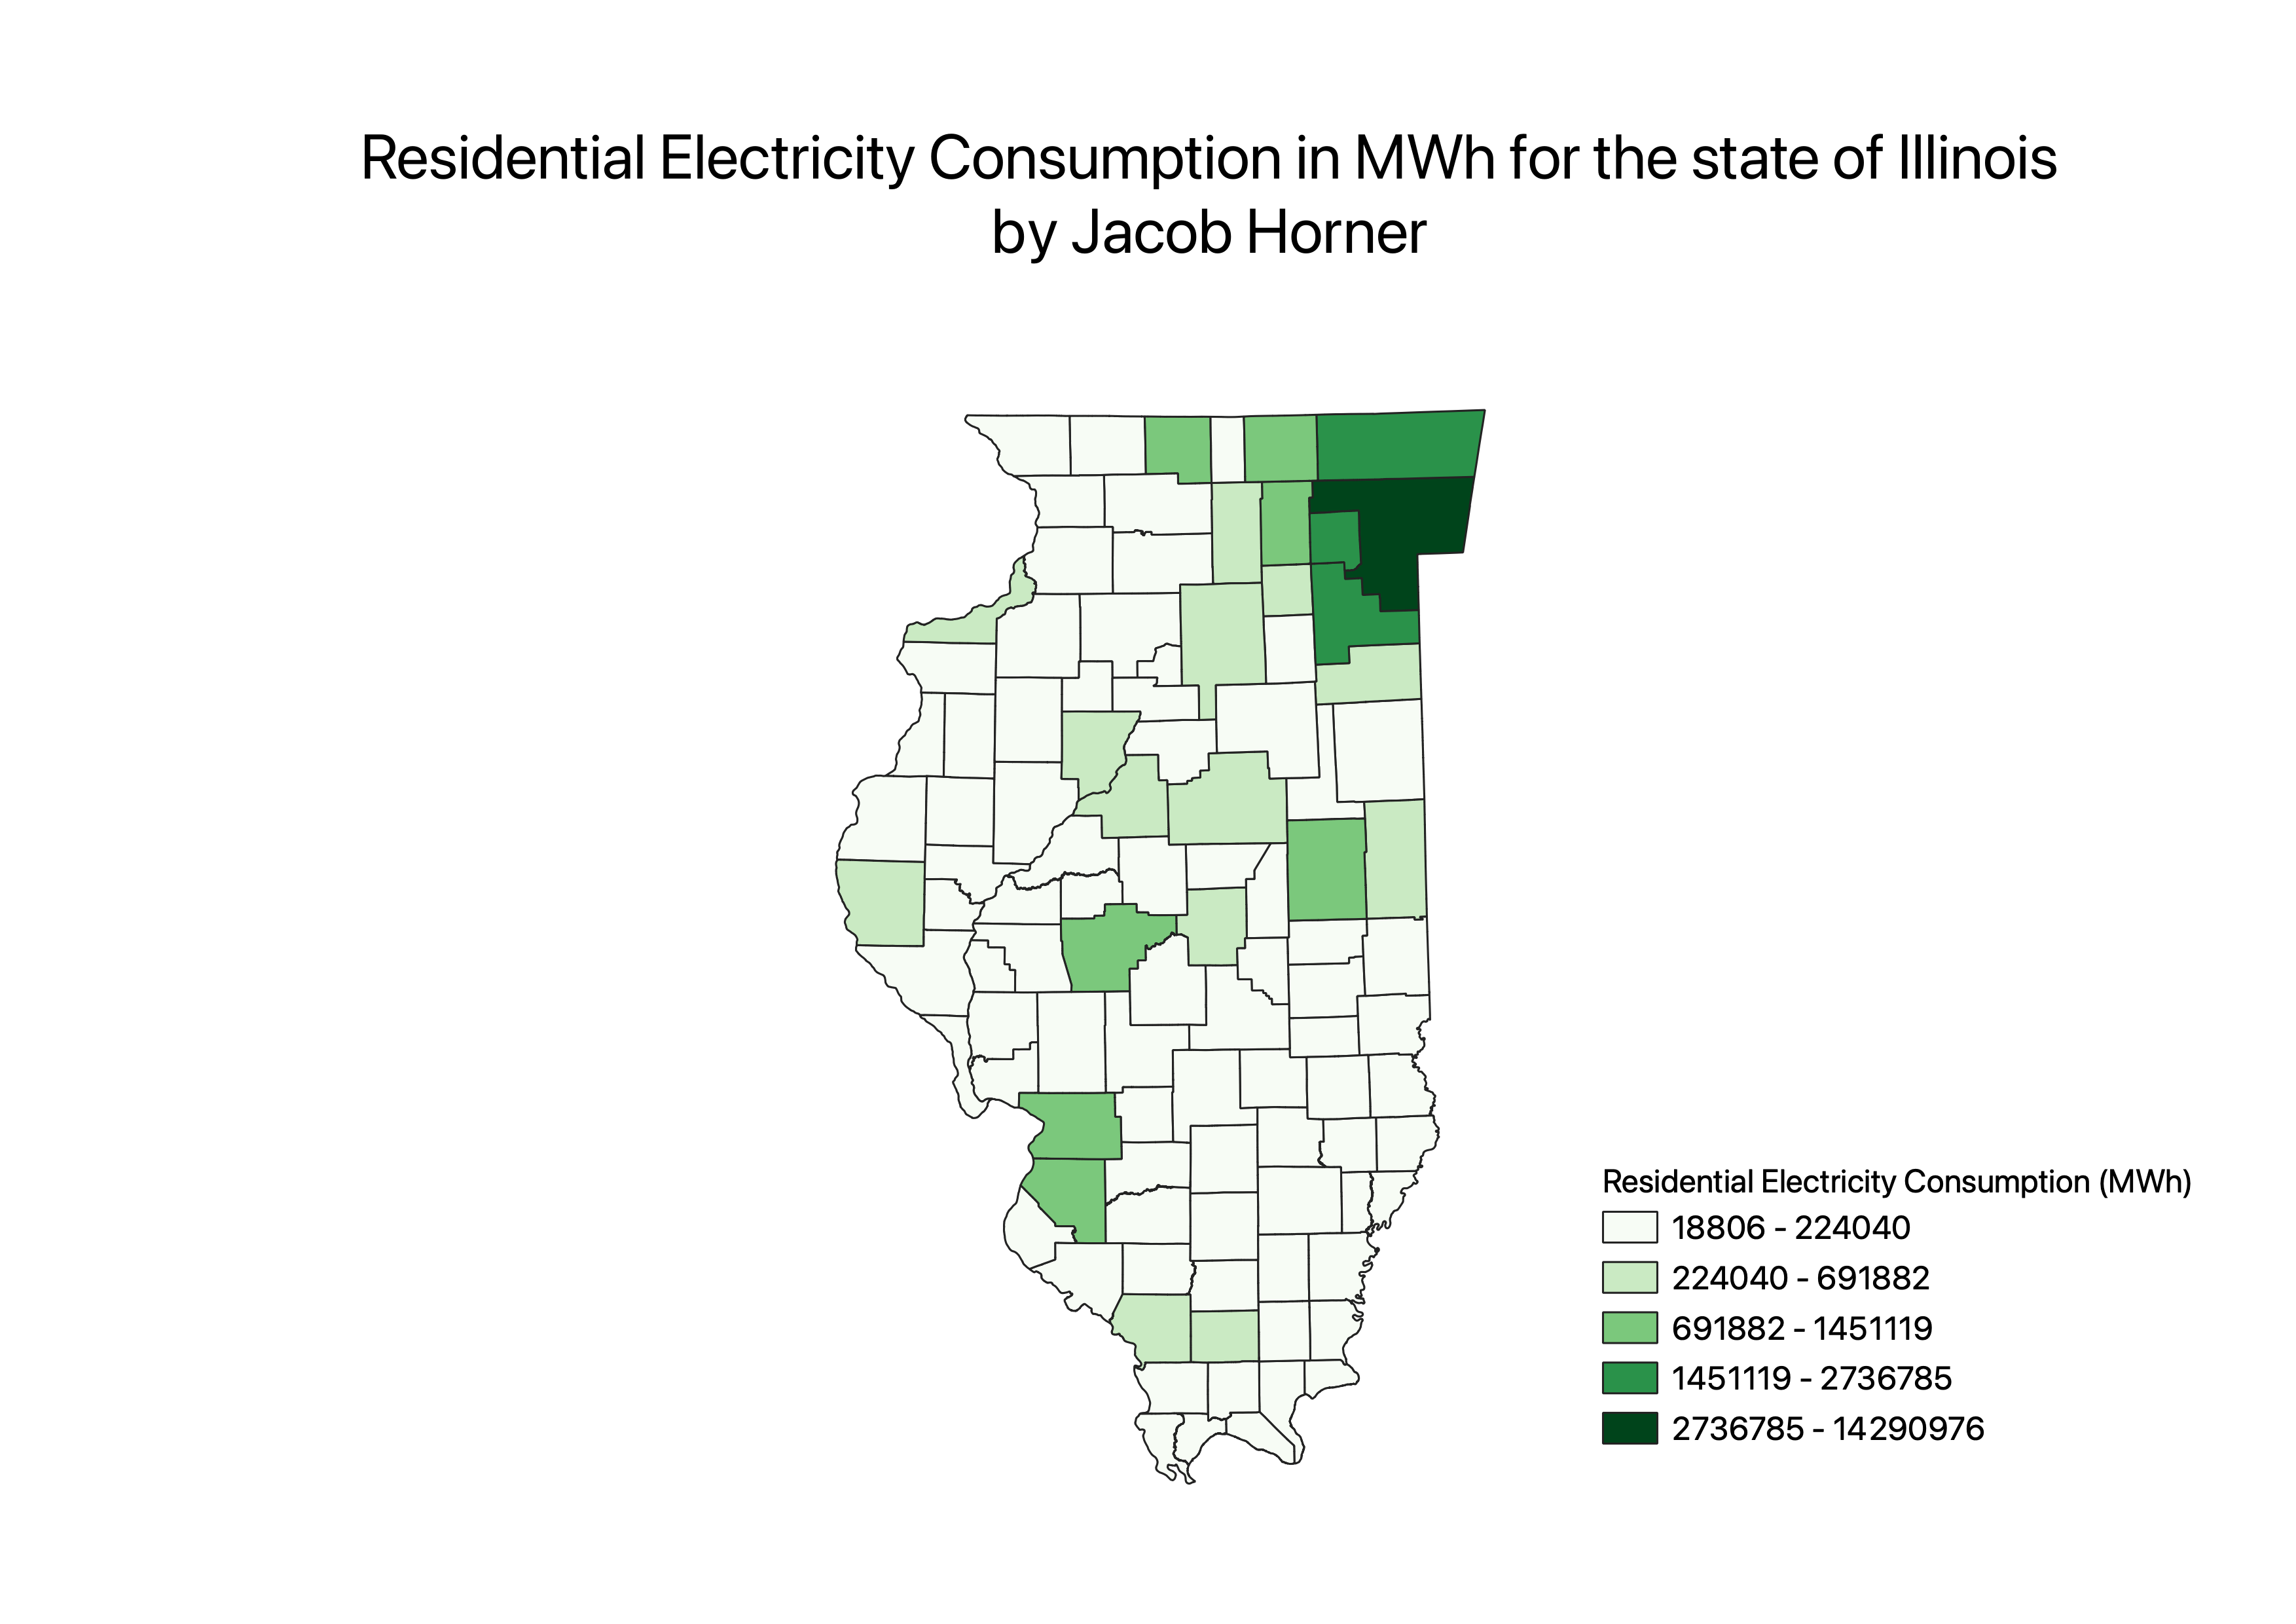 Residential Electricity Consumption in MWh for the state of Illinois
by Jacob Horner
Residential Electricity Consumption (MWh)
18806 - 224040
224040 - 691882
691882 - 1451119
1451119 - 2736785
2736785 - 14290976